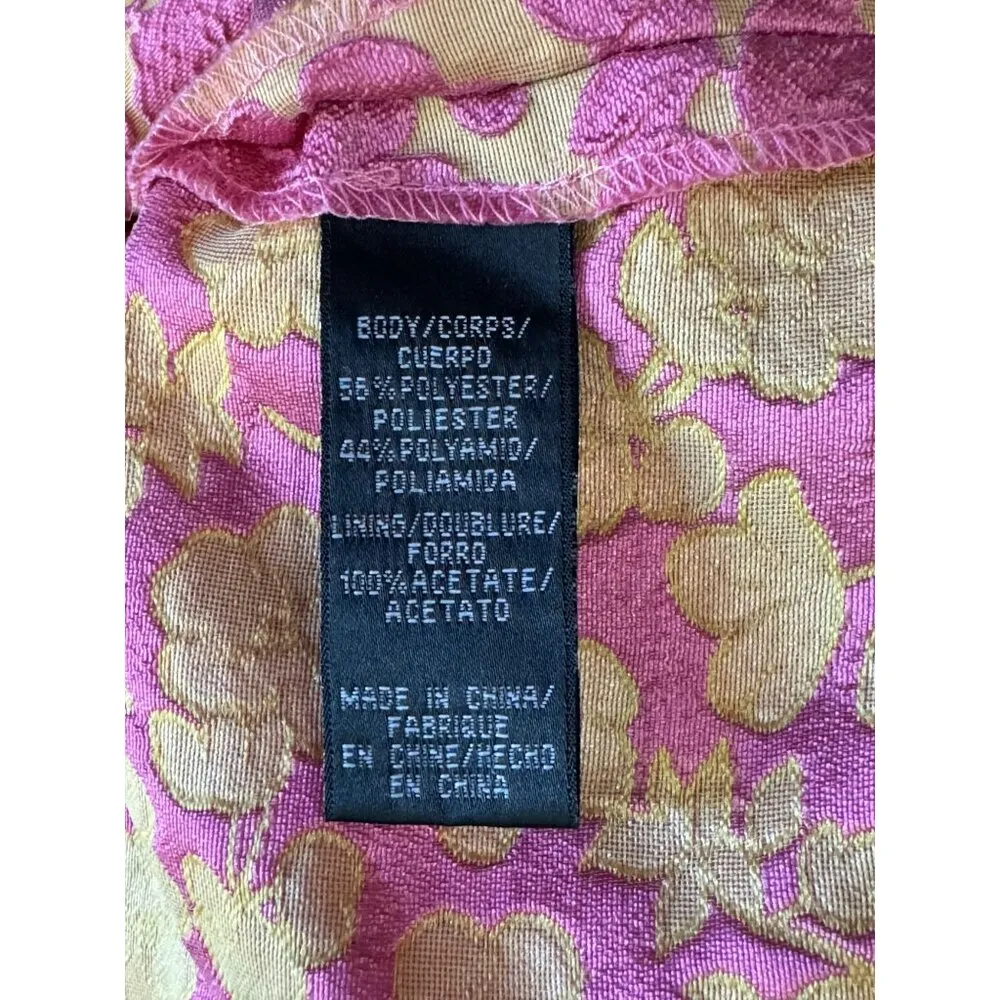 BODY/CORPS/
CUERPO
56%POLYESTER/
POLIESTER
44%POLYAMID/
POLIAMIDA
LINING/DOUBLURE/
FORRO
100%ACETATE/
ACETATO
MADE IN CHINA/
FABRIQUE
EN CHINE/HECHO
EN CHINA